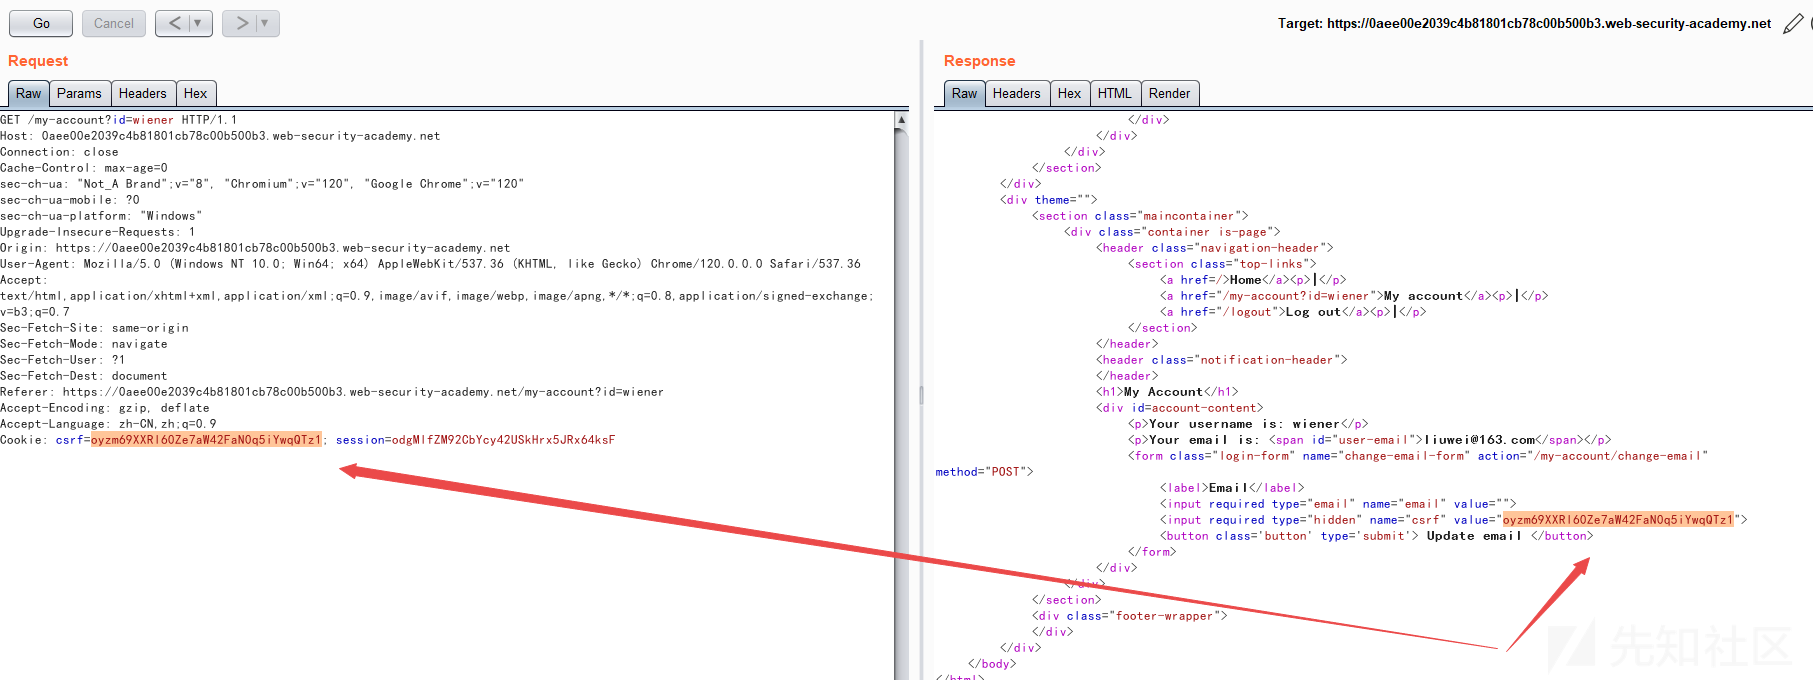 Go
Cancel
<
>
Target: https://0aee00e2039c4b81801cb78c00b500b3.web-security-academy.net
Request
Raw
Params
Headers
Hex
GET /my-account?id=wiener HTTP/1.1
Host: 0aee00e2039c4b81801cb78c00b500b3.web-security-academy.net
Connection: close
Cache-Control: max-age=0
sec-ch-ua: "Not_A Brand";v="8", "Chromium";v="120", "Google Chrome";v="120"
sec-ch-ua-mobile: ?0
sec-ch-ua-platform: "Windows"
Upgrade-Insecure-Requests: 1
Origin: https://0aee00e2039c4b81801cb78c00b500b3.web-security-academy.net
User-Agent: Mozilla/5.0 (Windows NT 10.0; Win64; x64) AppleWebKit/537.36 (KHTML, like Gecko) Chrome/120.0.0.0 Safari/537.36
Accept:
text/html,application/xhtml+xml,application/xml;q=0.9,image/avif,image/webp,image/apng,*/*;q=0.8,application/signed-exchange;
v=b3;q=0.7
Sec-Fetch-Site: same-origin
Sec-Fetch-Mode: navigate
Sec-Fetch-User: ?1
Sec-Fetch-Dest: document
Referer: https://0aee00e2039c4b81801cb78c00b500b3.web-security-academy.net/my-account?id=wiener
Accept-Encoding: gzip, deflate
Accept-Language: zh-CN,zh;q=0.9
Cookie: csrf=oyzm69XXRl60Ze7aW42FaN0q5iYwqQTz1; session=odgMlfZM92CbYcy42USkHrx5JRx64ksF
Response
Raw
Headers
Hex
HTML
Render
</div>
</div>
</div>
</section>
</div>
<div theme="">
<section class="maincontainer">
<div class="container is-page">
<header class="navigation-header">
<section class="top-links">
<a href=/>Home</a><p>|</p>
<a href="/my-account?id=wiener">My account</a><p>|</p>
<a href="/logout">Log out</a><p>|</p>
</section>
</header>
<header class="notification-header">
</header>
<h1>My Account</h1>
<div id=account-content>
<p>Your username is: wiener</p>
<p>Your email is: <span id="user-email">liuwei@163.com</span></p>
<form class="login-form" name="change-email-form" action="/my-account/change-email"
method="POST">
<label>Email</label>
<input required type="email" name="email" value="">
<input required type="hidden" name="csrf" value="oyzm69XXRl60Ze7aW42FaN0q5iYwqQTz1">
<button class='button' type='submit'> Update email </button>
</form>
</div>
</div>
</section>
<div class="footer-wrapper">
</div>
</div>
</body>
</html>
先知社区